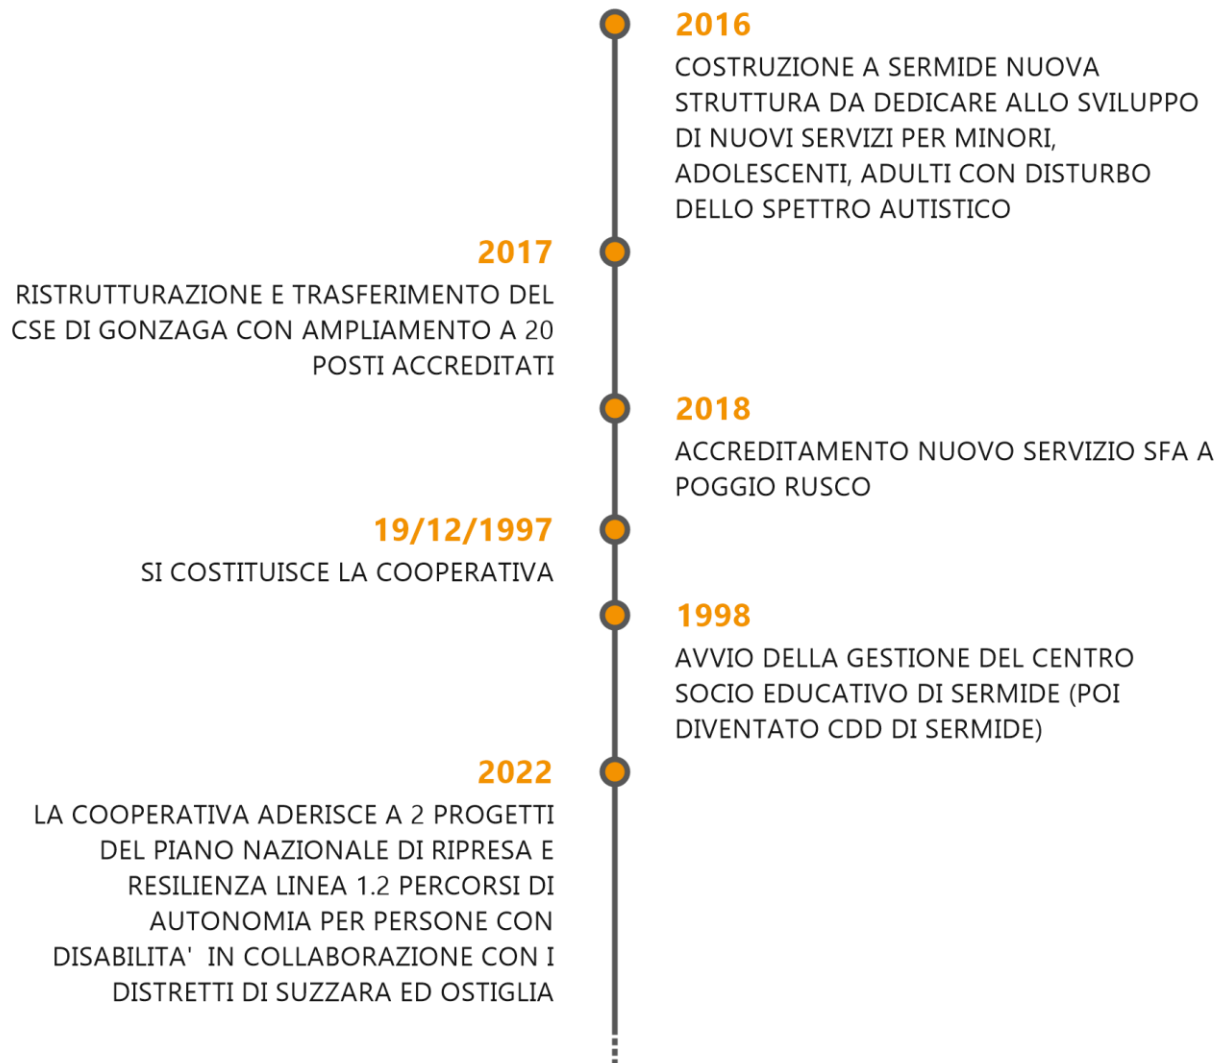 2016
COSTRUZIONE A SERMIDE NUOVA
STRUTTURA DA DEDICARE ALLO SVILUPPO
DI NUOVI SERVIZI PER MINORI,
ADOLESCENTI, ADULTI CON DISTURBO
DELLO SPETTRO AUTISTICO
2017
RISTRUTTURAZIONE E TRASFERIMENTO DEL
CSE DI GONZAGA CON AMPLIAMENTO A 20
POSTI ACCREDITATI
2018
ACCREDITAMENTO NUOVO SERVIZIO SFA A
POGGIO RUSCO
19/12/1997
SI COSTITUISCE LA COOPERATIVA
1998
AVVIO DELLA GESTIONE DEL CENTRO
SOCIO EDUCATIVO DI SERMIDE (POI
DIVENTATO CDD DI SERMIDE)
2022
LA COOPERATIVA ADERISCE A 2 PROGETTI
DEL PIANO NAZIONALE DI RIPRESA E
RESILIENZA LINEA 1.2 PERCORSI DI
AUTONOMIA PER PERSONE CON
DISABILITA'  IN COLLABORAZIONE CON I
DISTRETTI DI SUZZARA ED OSTIGLIA